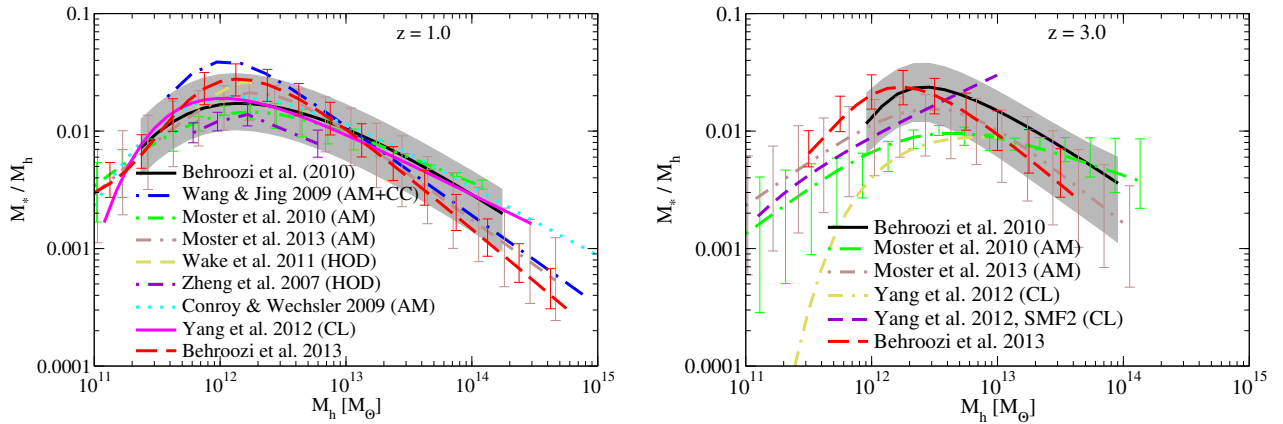 z = 1.0
0.1
0.01
0.001
0.0001
M* / Mh
Behroozi et al. (2010)
Wang & Jing 2009 (AM+CC)
Moster et al. 2010 (AM)
Moster et al. 2013 (AM)
Wake et al. 2011 (HOD)
Zheng et al. 2007 (HOD)
Conroy & Wechsler 2009 (AM)
Yang et al. 2012 (CL)
Behroozi et al. 2013
10^11 10^12 10^13 10^14 10^15
Mh [M⊙]
z = 3.0
0.1
0.01
0.001
0.0001
M* / Mh
Behroozi et al. 2010
Moster et al. 2010 (AM)
Moster et al. 2013 (AM)
Yang et al. 2012 (CL)
Yang et al. 2012, SMF2 (CL)
Behroozi et al. 2013
10^11 10^12 10^13 10^14 10^15
Mh [M⊙]